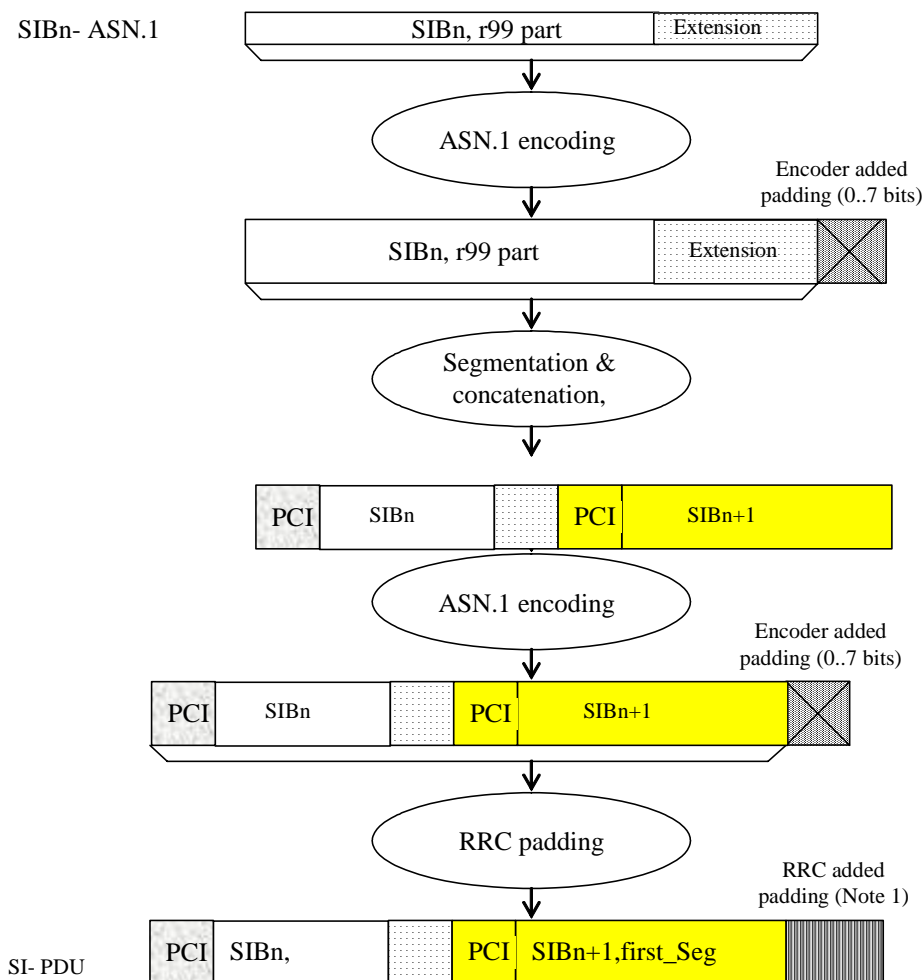 SIBn- ASN.1
SIBn, r99 part
Extension
ASN.1 encoding
Encoder added
padding (0..7 bits)
SIBn, r99 part
Extension
Segmentation &
concatenation,
PCI
SIBn
PCI
SIBn+1
ASN.1 encoding
Encoder added
padding (0..7 bits)
PCI
SIBn
PCI
SIBn+1
RRC padding
RRC added
padding (Note 1)
SI- PDU
PCI
SIBn,
PCI
SIBn+1,first_Seg